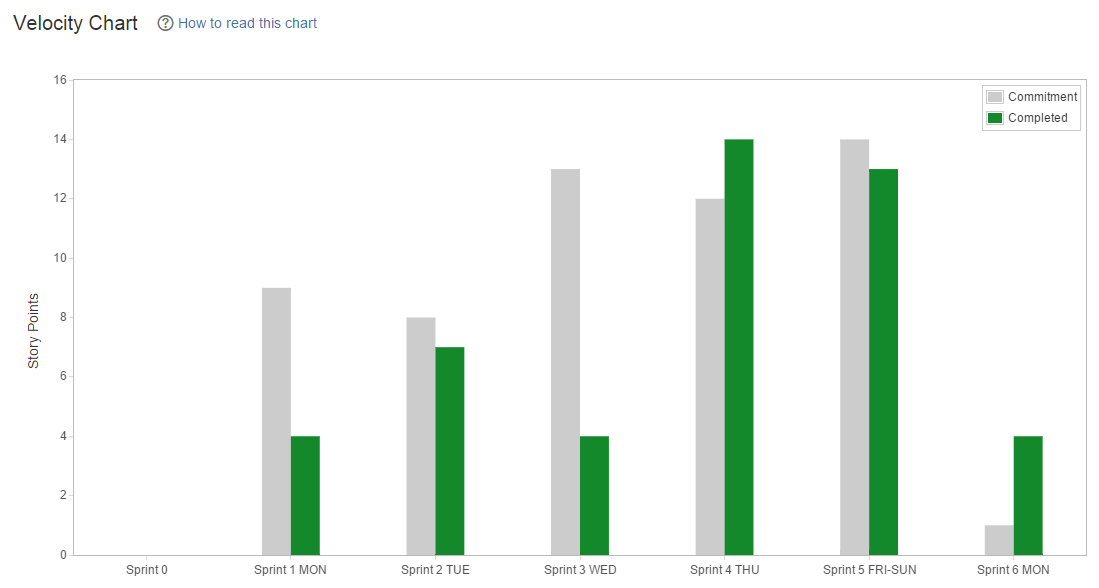 Velocity Chart ? How to read this chart
16
Commitment
Completed
14
12
10
8
6
4
2
0
Story Points
Sprint 0 Sprint 1 MON Sprint 2 TUE Sprint 3 WED Sprint 4 THU Sprint 5 FRI-SUN Sprint 6 MON